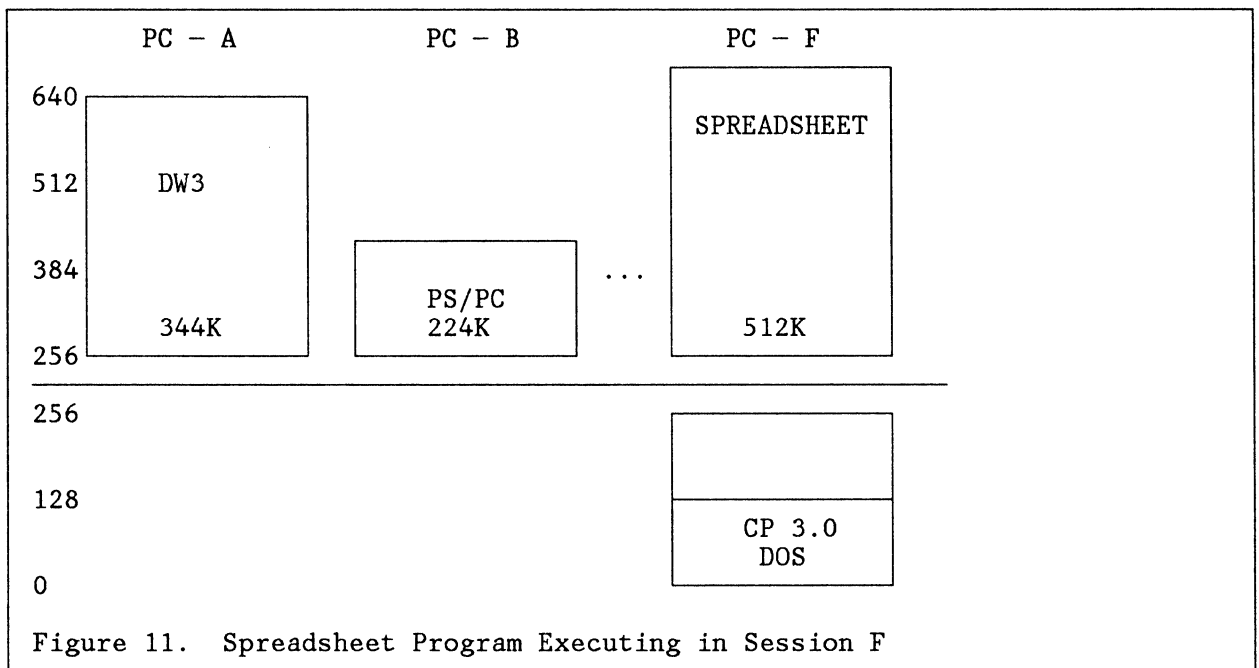 PC - A PC - B PC - F
640
SPREADSHEET
512 DW3
384 ...
PS/PC
344K 224K 512K
256
256
128
CP 3.0
DOS
0
Figure 11. Spreadsheet Program Executing in Session F